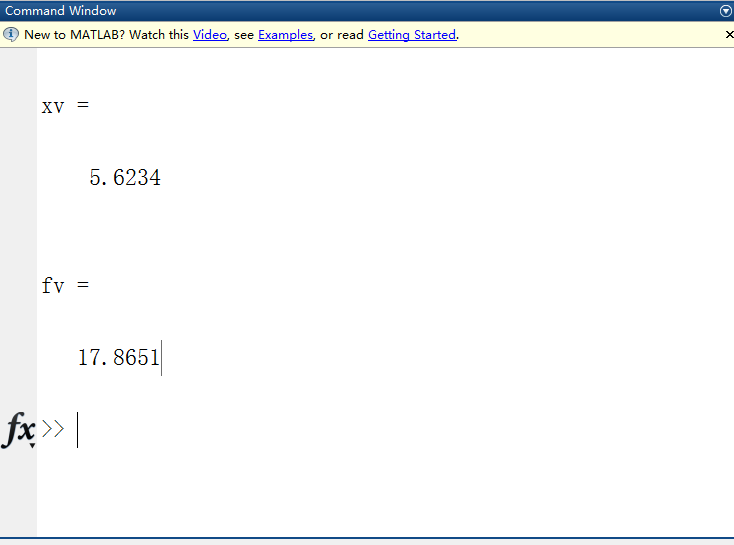 Command Window
New to MATLAB? Watch this Video, see Examples, or read Getting Started.
xv =
5.6234
fv =
17.8651
fx >>